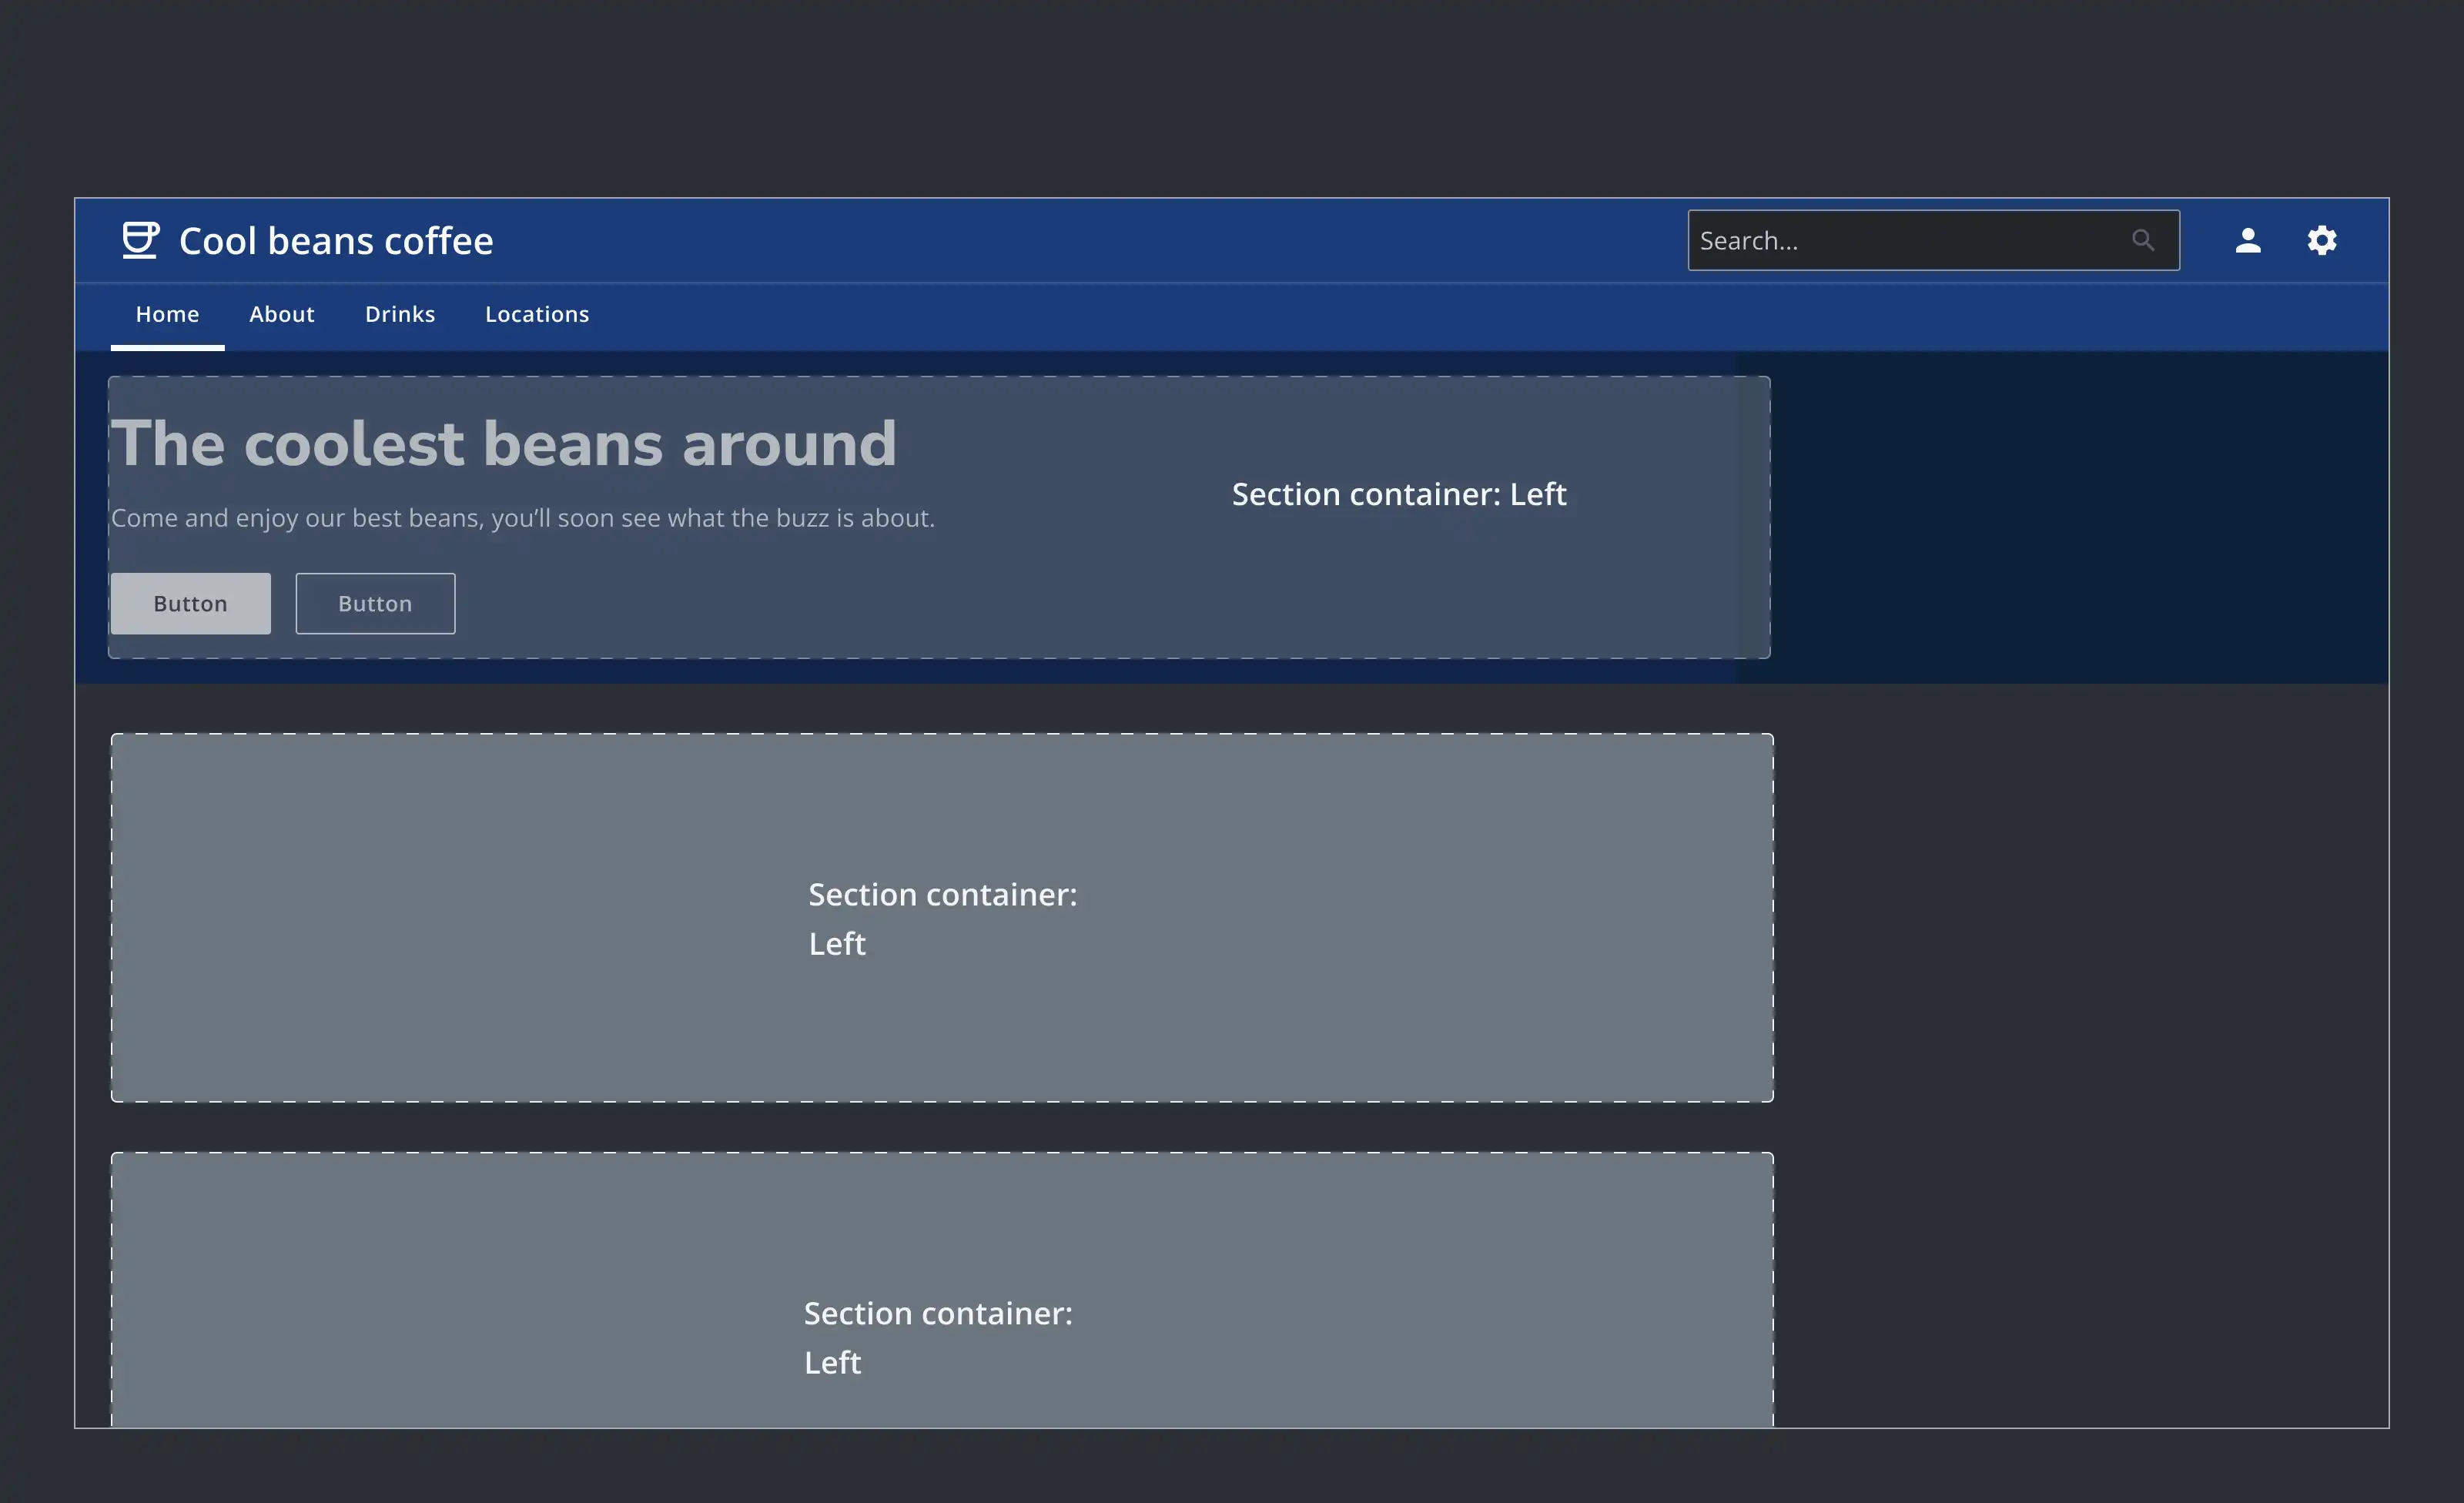 Cool beans coffee
Search...
Home About Drinks Locations
The coolest beans around
Section container: Left
Come and enjoy our best beans, you’ll soon see what the buzz is about.
Button Button
Section container:
Left
Section container:
Left